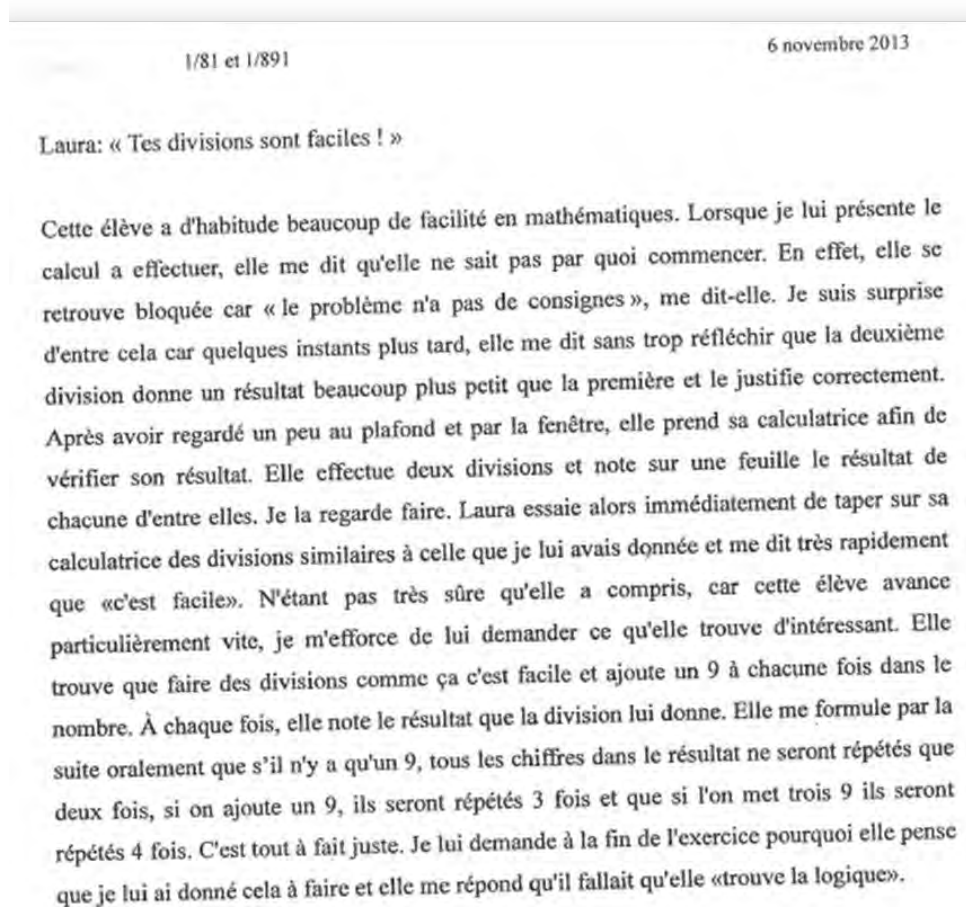 1/81 et 1/891
6 novembre 2013
Laura: « Tes divisions sont faciles ! »
Cette élève a d'habitude beaucoup de facilité en mathématiques. Lorsque je lui présente le
calcul a effectuer, elle me dit qu'elle ne sait pas par quoi commencer. En effet, elle se
retrouve bloquée car « le problème n'a pas de consignes », me dit-elle. Je suis surprise
d'entre cela car quelques instants plus tard, elle me dit sans trop réfléchir que la deuxième
division donne un résultat beaucoup plus petit que la première et le justifie correctement.
Après avoir regardé un peu au plafond et par la fenêtre, elle prend sa calculatrice afin de
vérifier son résultat. Elle effectue deux divisions et note sur une feuille le résultat de
chacune d'entre elles. Je la regarde faire. Laura essaie alors immédiatement de taper sur sa
calculatrice des divisions similaires à celle que je lui avais donnée et me dit très rapidement
que «c'est facile». N'étant pas très sûre qu'elle a compris, car cette élève avance
particulièrement vite, je m'efforce de lui demander ce qu'elle trouve d'intéressant. Elle
trouve que faire des divisions comme ça c'est facile et ajoute un 9 à chacune fois dans le
nombre. À chaque fois, elle note le résultat que la division lui donne. Elle me formule par la
suite oralement que s'il n'y a qu'un 9, tous les chiffres dans le résultat ne seront répétés que
deux fois, si on ajoute un 9, ils seront répétés 3 fois et que si l'on met trois 9 ils seront
répétés 4 fois. C'est tout à fait juste. Je lui demande à la fin de l'exercice pourquoi elle pense
que je lui ai donné cela à faire et elle me répond qu'il fallait qu'elle «trouve la logique».